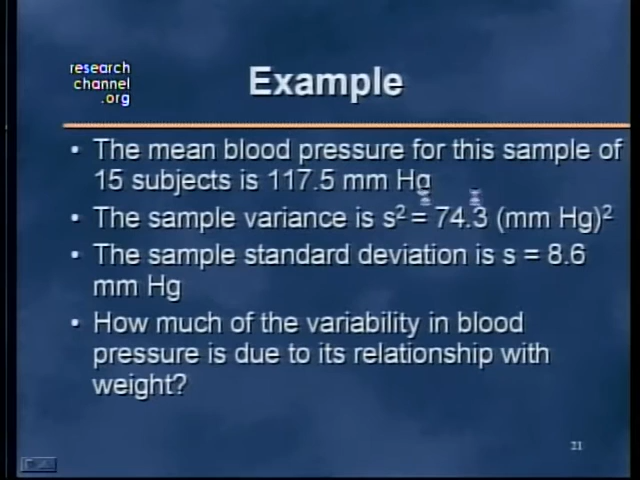 research
channel
.org
Example
• The mean blood pressure for this sample of
15 subjects is 117.5 mm Hg
• The sample variance is s² = 74.3 (mm Hg)²
• The sample standard deviation is s = 8.6
mm Hg
• How much of the variability in blood
pressure is due to its relationship with
weight?
21